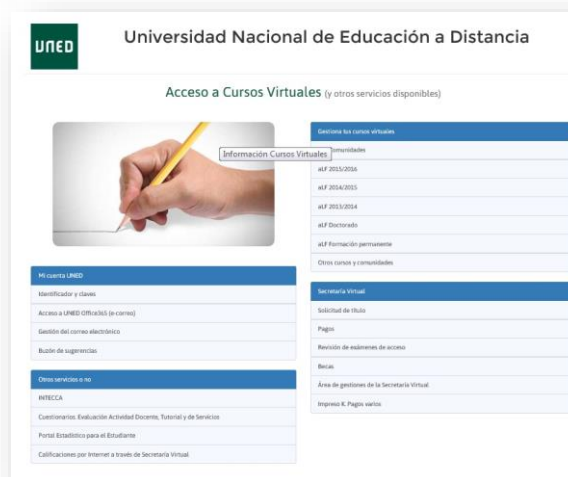 UNED
Universidad Nacional de Educación a Distancia
Acceso a Cursos Virtuales (y otros servicios disponibles)
Información Cursos Virtuales
Mi cuenta UNED
Identificador y claves
Acceso a UNED Office365 (e-correo)
Gestión del correo electrónico
Buzón de sugerencias
Otros servicios o no
INTECCA
Cuestionarios. Evaluación Actividad Docente, Tutorial y de Servicios
Portal Estadístico para el Estudiante
Calificaciones por Internet a través de Secretaría Virtual
Gestiona tus cursos virtuales
omunidades
aLF 2015/2016
aLF 2014/2015
aLF 2013/2014
aLF Doctorado
aLF Formación permanente
Otros cursos y comunidades
Secretaría Virtual
Solicitud de título
Pagos
Revisión de exámenes de acceso
Becas
Área de gestiones de la Secretaría Virtual
Impreso K. Pagos varios